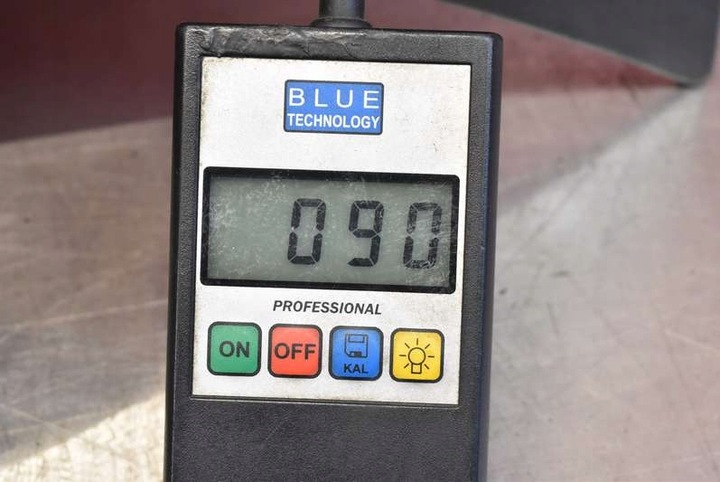 BLUE
TECHNOLOGY
090
PROFESSIONAL
ON OFF KAL